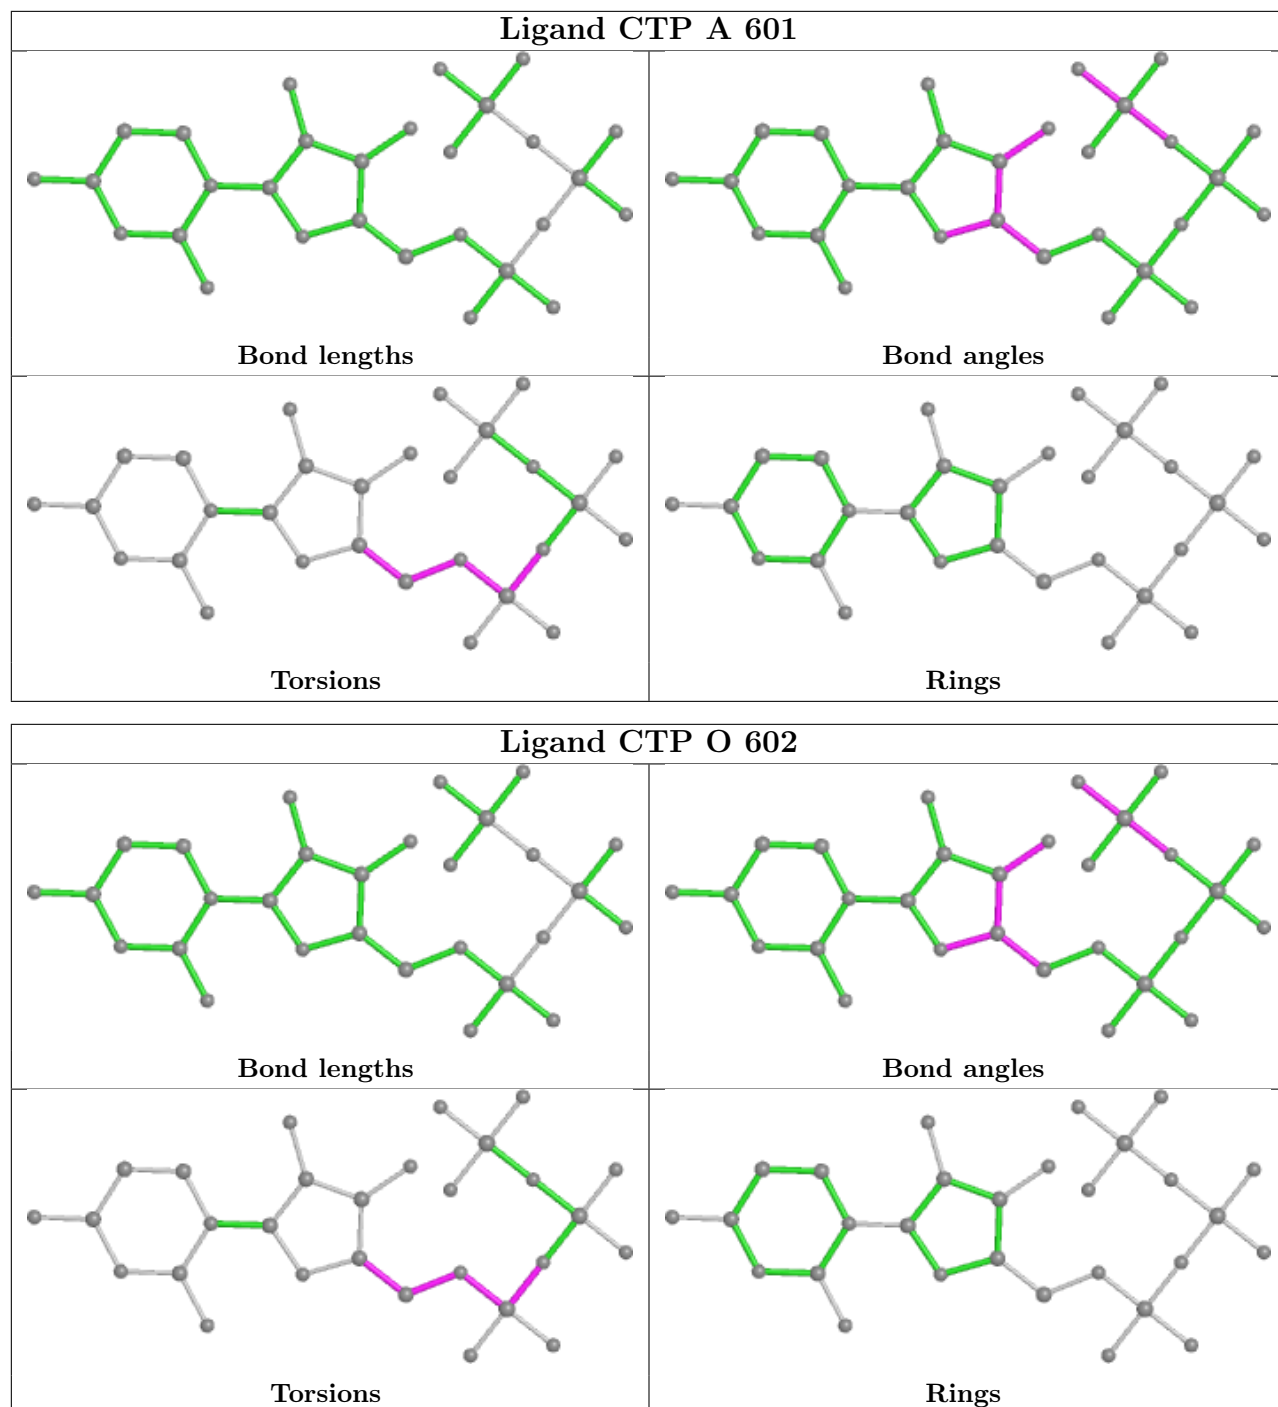 Ligand CTP A 601
Bond lengths
Bond angles
Torsions
Rings
Ligand CTP O 602
Bond lengths
Bond angles
Torsions
Rings